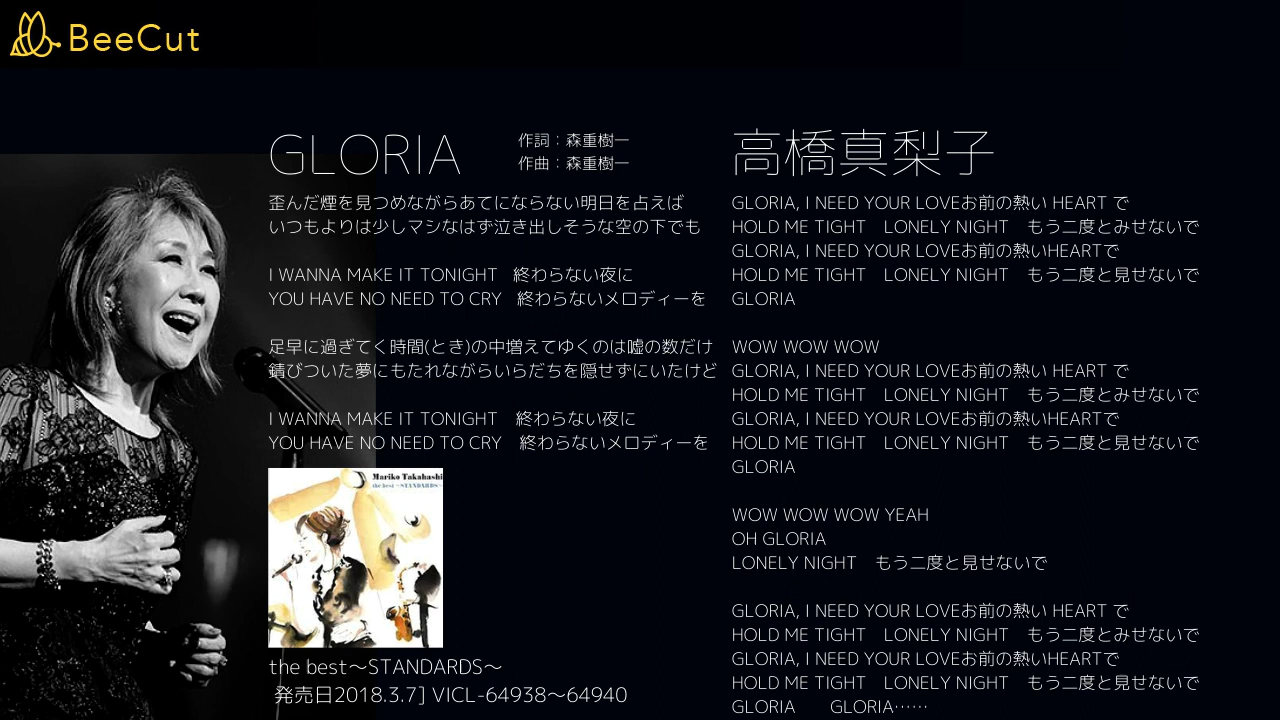 BeeCut
GLORIA
作詞：森重樹一
作曲：森重樹一
高橋真梨子
歪んだ煙を見つめながらあてにならない明日を占えば
いつもよりは少しマシなはず泣き出しそうな空の下でも
I WANNA MAKE IT TONIGHT　終わらない夜に
YOU HAVE NO NEED TO CRY　終わらないメロディーを
足早に過ぎてく時間(とき)の中増えてゆくのは嘘の数だけ
錆びついた夢にもたれながらいらだちを隠せずにいたけど
I WANNA MAKE IT TONIGHT　終わらない夜に
YOU HAVE NO NEED TO CRY　終わらないメロディーを
Mariko Takahashi
the best ～STANDARDS～
the best～STANDARDS～
発売日2018.3.7] VICL-64938～64940
GLORIA, I NEED YOUR LOVEお前の熱い HEART で
HOLD ME TIGHT　LONELY NIGHT　もう二度とみせないで
GLORIA, I NEED YOUR LOVEお前の熱いHEARTで
HOLD ME TIGHT　LONELY NIGHT　もう二度と見せないで
GLORIA
WOW WOW WOW
GLORIA, I NEED YOUR LOVEお前の熱い HEART で
HOLD ME TIGHT　LONELY NIGHT　もう二度とみせないで
GLORIA, I NEED YOUR LOVEお前の熱いHEARTで
HOLD ME TIGHT　LONELY NIGHT　もう二度と見せないで
GLORIA
WOW WOW WOW YEAH
OH GLORIA
LONELY NIGHT　もう二度と見せないで
GLORIA, I NEED YOUR LOVEお前の熱い HEART で
HOLD ME TIGHT　LONELY NIGHT　もう二度とみせないで
GLORIA, I NEED YOUR LOVEお前の熱いHEARTで
HOLD ME TIGHT　LONELY NIGHT　もう二度と見せないで
GLORIA　　GLORIA……